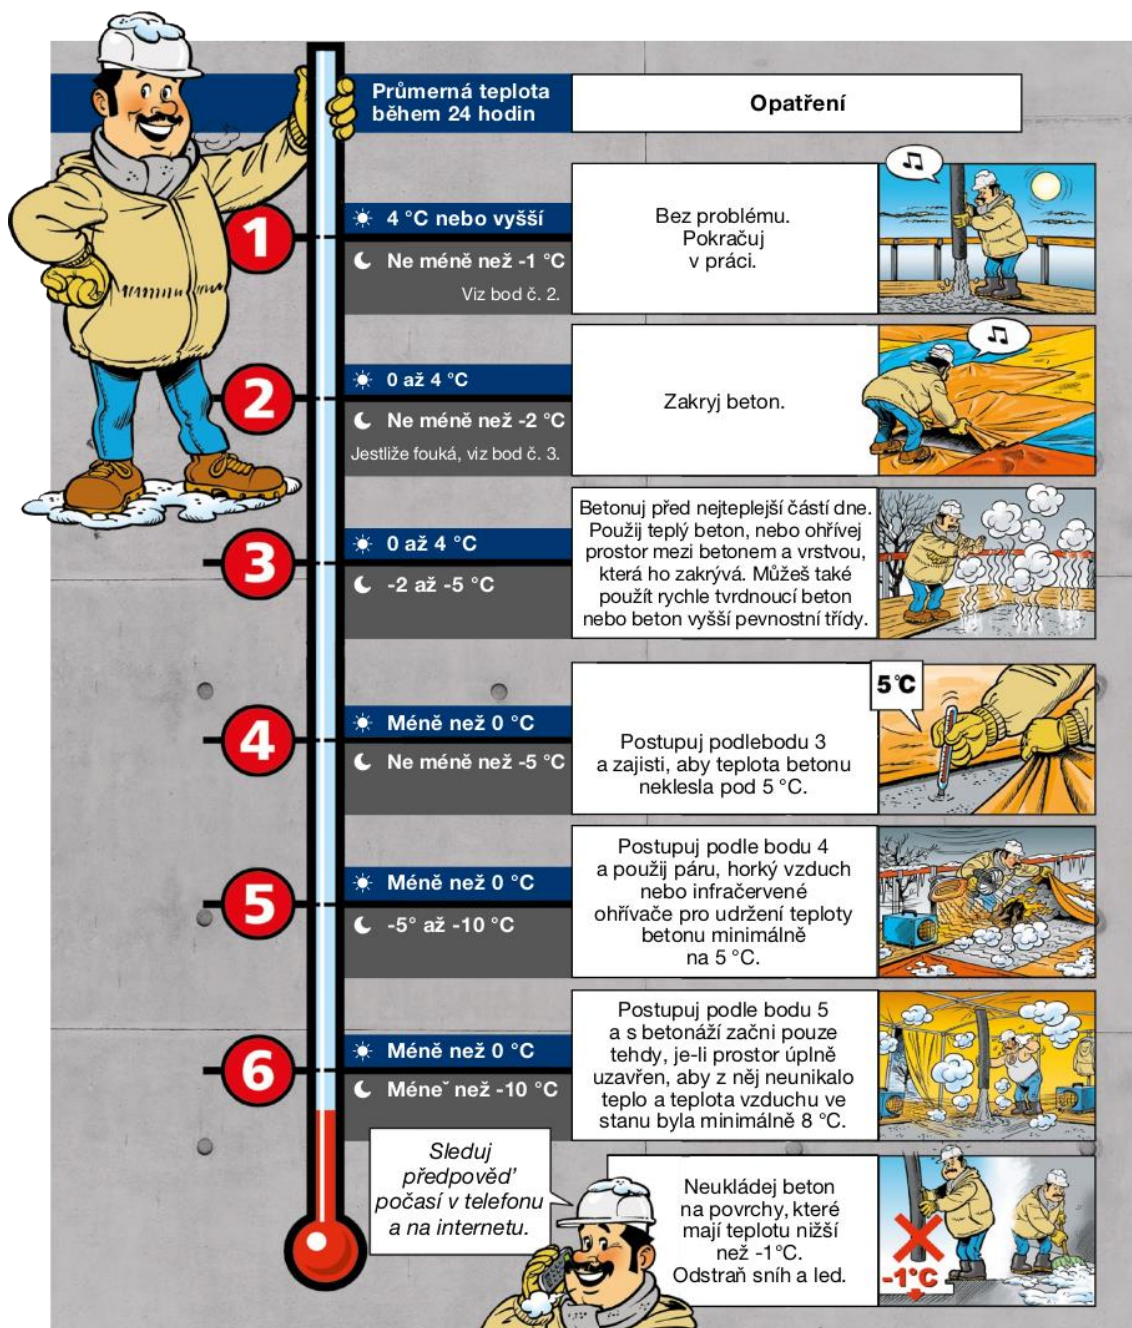 Průmerná teplota
během 24 hodin
Opatření
1
4 °C nebo vyšší
Ne méně než -1 °C
Viz bod č. 2.
Bez problému.
Pokračuj
v práci.
2
0 až 4 °C
Ne méně než -2 °C
Jestliže fouká, viz bod č. 3.
Zakryj beton.
3
0 až 4 °C
-2 až -5 °C
Betonuj před nejteplejší částí dne.
Použij teplý beton, nebo ohřívej
prostor mezi betonem a vrstvou,
která ho zakrývá. Můžeš také
použít rychle tvrdnoucí beton
nebo beton vyšší pevnostní třídy.
4
Méně než 0 °C
Ne méně než -5 °C
Postupuj podlebodu 3
a zajisti, aby teplota betonu
neklesla pod 5 °C.
5°C
5
Méně než 0 °C
-5° až -10 °C
Postupuj podle bodu 4
a použij páru, horký vzduch
nebo infračervené
ohřívače pro udržení teploty
betonu minimálně
na 5 °C.
6
Méně než 0 °C
Méneˇ než -10 °C
Postupuj podle bodu 5
a s betonáží začni pouze
tehdy, je-li prostor úplně
uzavřen, aby z něj neunikalo
teplo a teplota vzduchu ve
stanu byla minimálně 8 °C.
Sleduj
předpověď
počasí v telefonu
a na internetu.
Neukládej beton
na povrchy, které
mají teplotu nižší
než -1°C.
Odstraň sníh a led.
-1°C